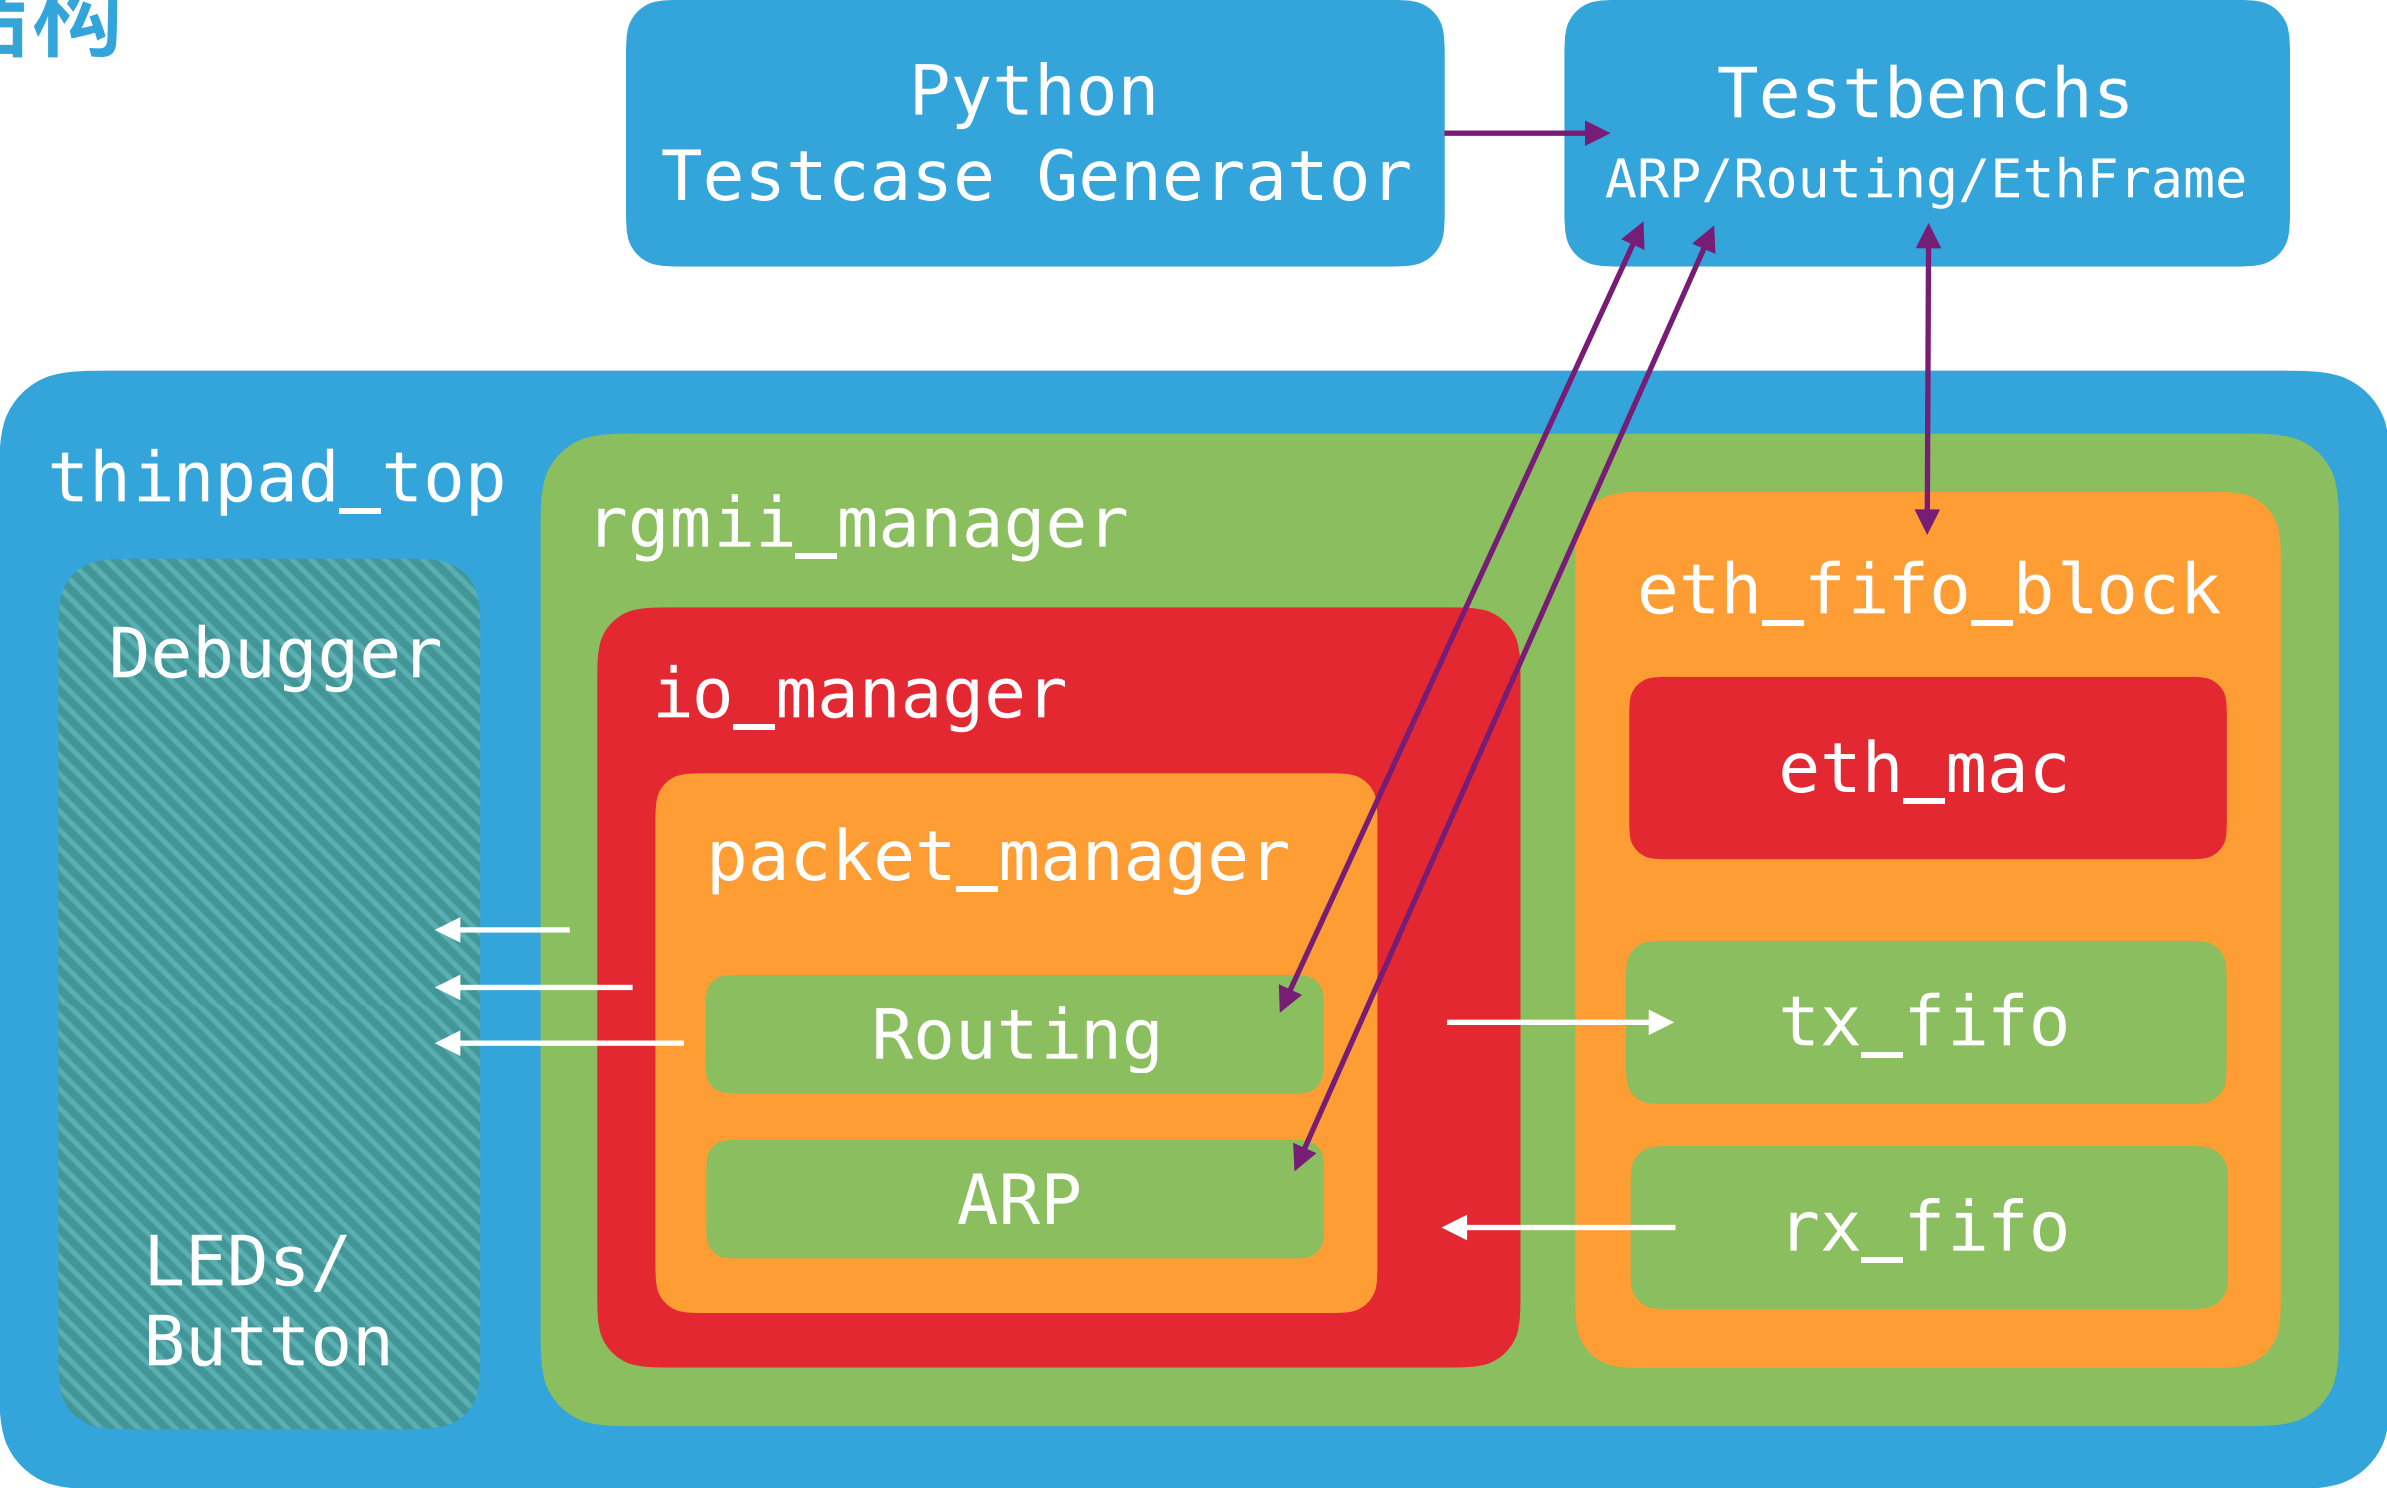 构
Python
Testcase Generator
Testbenchs
ARP/Routing/EthFrame
thinpad_top
rgmii_manager
eth_fifo_block
Debugger
io_manager
eth_mac
packet_manager
Routing
tx_fifo
ARP
rx_fifo
LEDs/
Button